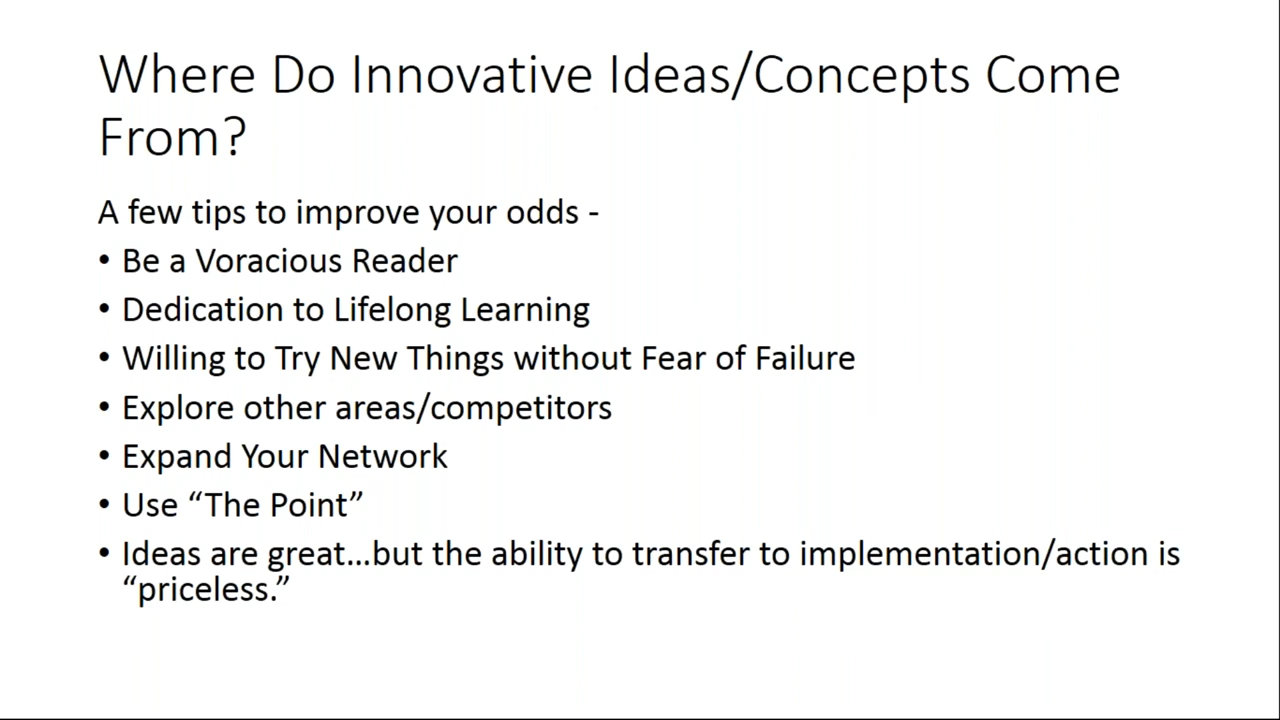 Where Do Innovative Ideas/Concepts Come
From?
A few tips to improve your odds -
• Be a Voracious Reader
• Dedication to Lifelong Learning
• Willing to Try New Things without Fear of Failure
• Explore other areas/competitors
• Expand Your Network
• Use “The Point”
• Ideas are great...but the ability to transfer to implementation/action is
“priceless.”